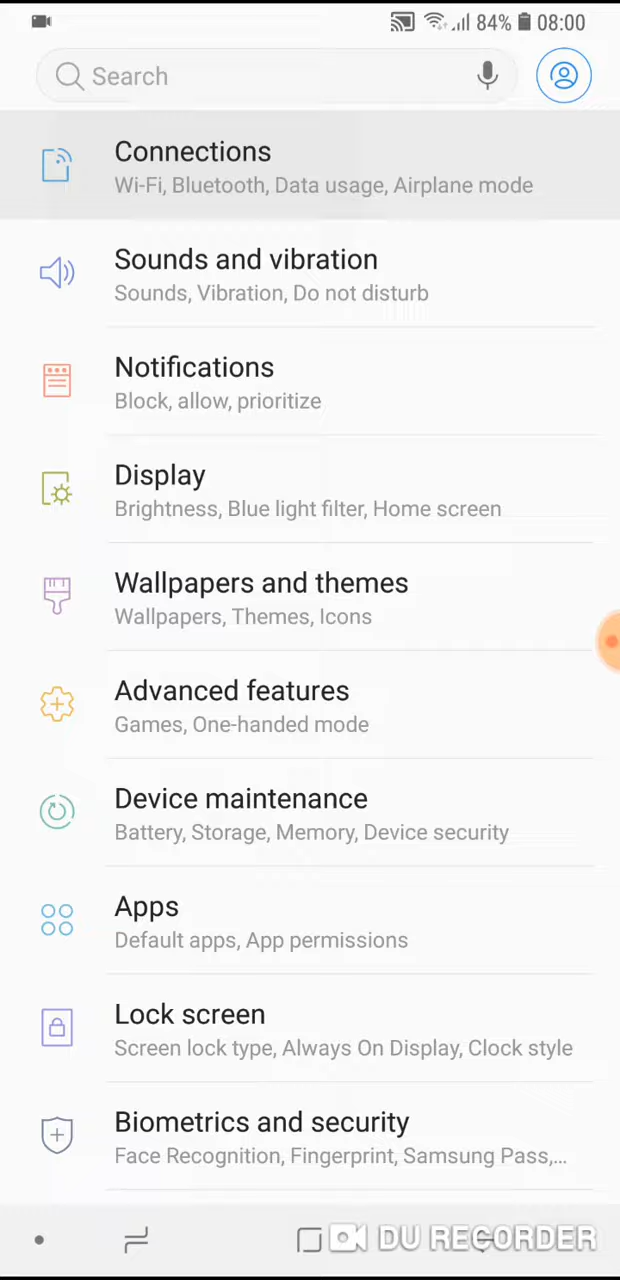 84% 08:00
Search
Connections
Wi-Fi, Bluetooth, Data usage, Airplane mode
Sounds and vibration
Sounds, Vibration, Do not disturb
Notifications
Block, allow, prioritize
Display
Brightness, Blue light filter, Home screen
Wallpapers and themes
Wallpapers, Themes, Icons
Advanced features
Games, One-handed mode
Device maintenance
Battery, Storage, Memory, Device security
Apps
Default apps, App permissions
Lock screen
Screen lock type, Always On Display, Clock style
Biometrics and security
Face Recognition, Fingerprint, Samsung Pass,...
DU RECORDER